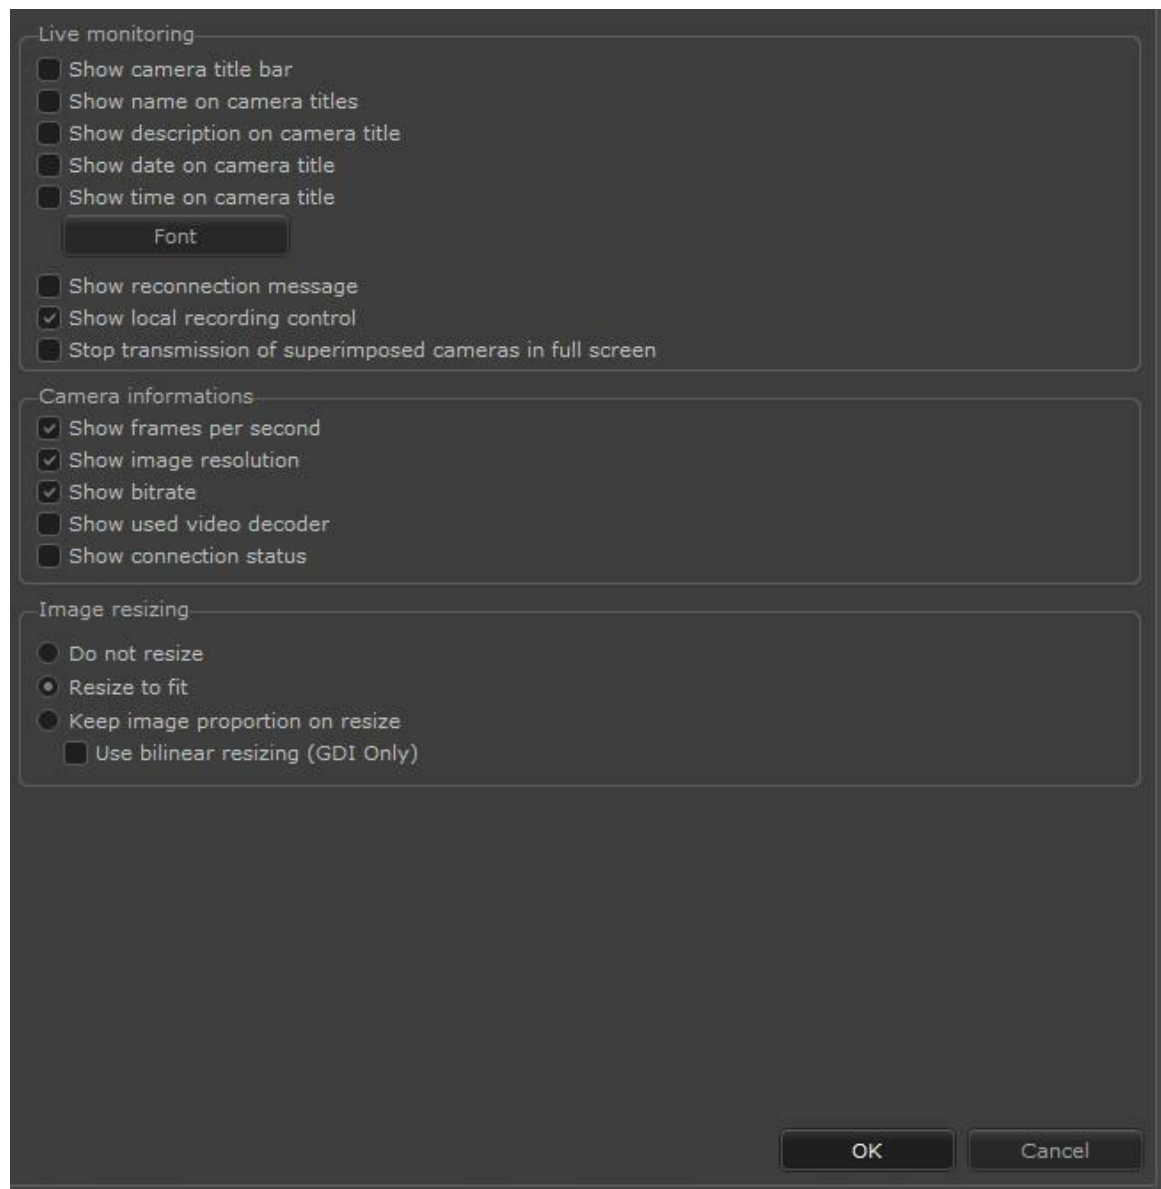 Live monitoring
Show camera title bar
Show name on camera titles
Show description on camera title
Show date on camera title
Show time on camera title
Font
Show reconnection message
Show local recording control
Stop transmission of superimposed cameras in full screen
Camera informations
Show frames per second
Show image resolution
Show bitrate
Show used video decoder
Show connection status
Image resizing
Do not resize
Resize to fit
Keep image proportion on resize
Use bilinear resizing (GDI Only)
OK Cancel